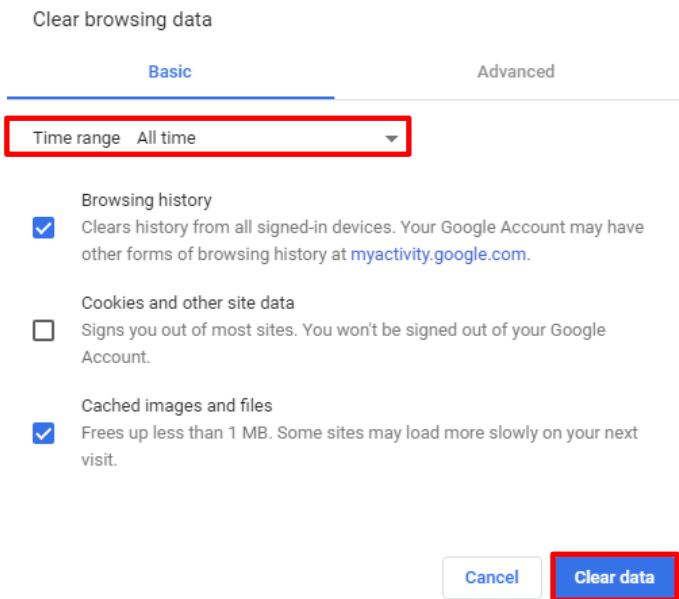 Clear browsing data
Basic
Advanced
Time range All time
Browsing history
Clears history from all signed-in devices. Your Google Account may have
other forms of browsing history at myactivity.google.com.
Cookies and other site data
Signs you out of most sites. You won't be signed out of your Google
Account.
Cached images and files
Frees up less than 1 MB. Some sites may load more slowly on your next
visit.
Cancel
Clear data